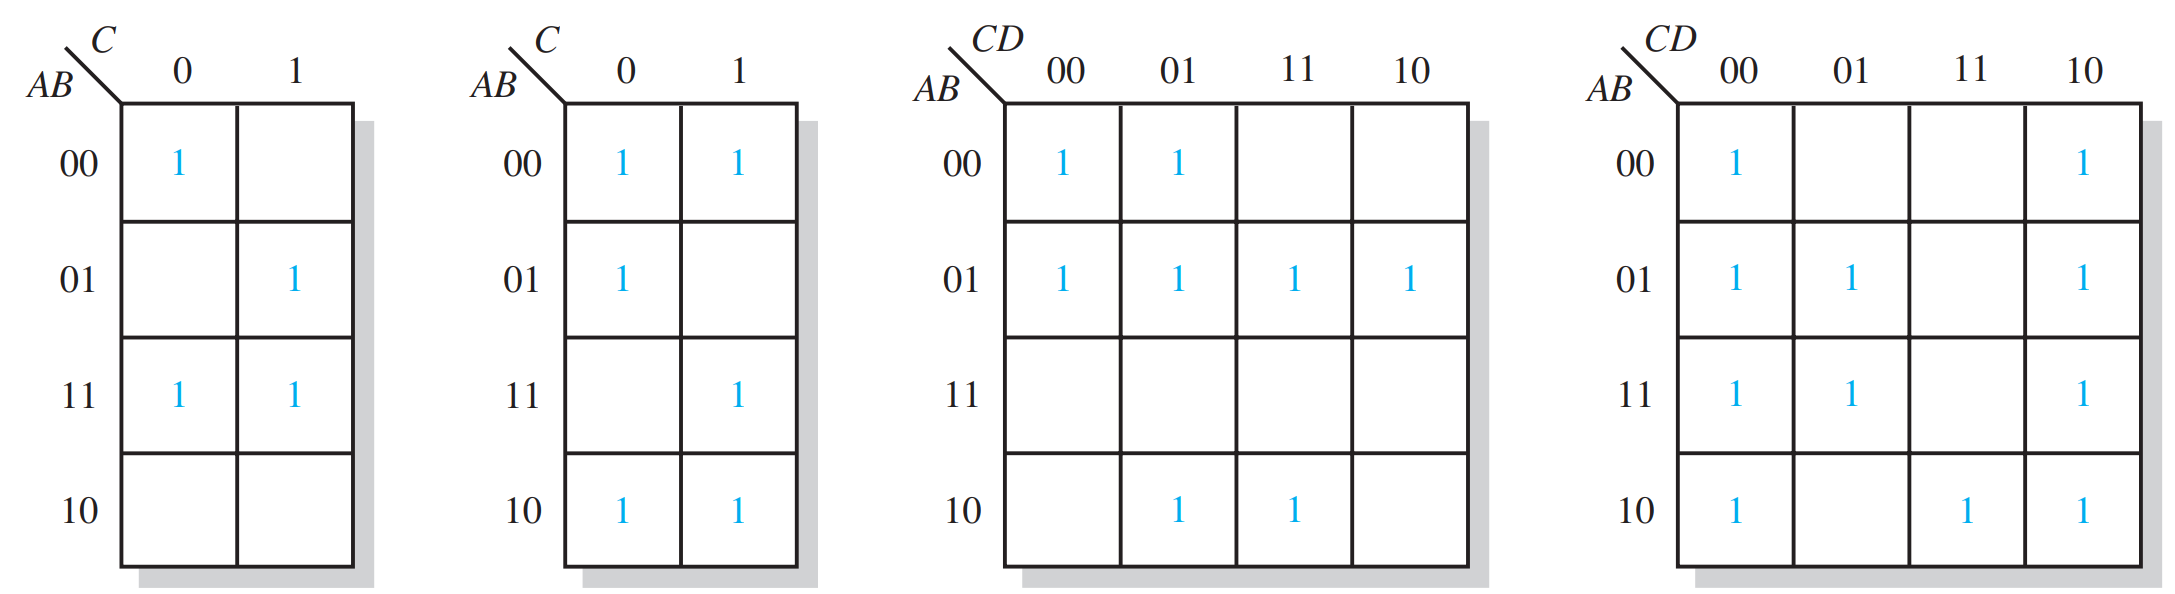 C C CD CD
AB 0 1 AB 0 1 AB 00 01 11 10 AB 00 01 11 10
00 1 00 1 1 00 1 1 00 1 1
01 1 01 1 01 1 1 1 1 01 1 1 1
11 1 1 11 1 11 11 1 1 1
10 10 1 1 10 1 1 10 1 1 1